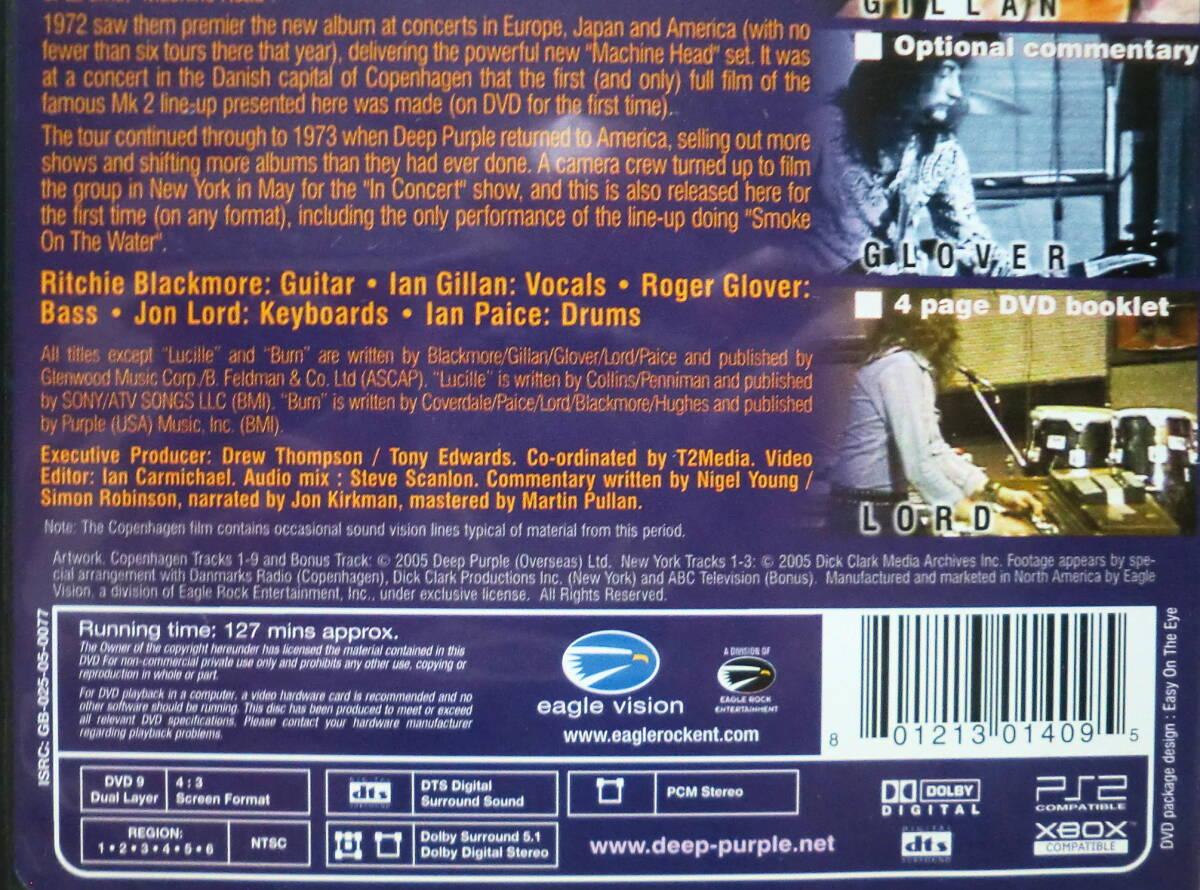 1972 saw them premier the new album at concerts in Europe, Japan and America (with no
fewer than six tours there that year), delivering the powerful new "Machine Head" set. It was
at a concert in the Danish capital of Copenhagen that the first (and only) full film of the
famous Mk 2 line-up presented here was made (on DVD for the first time).
The tour continued through to 1973 when Deep Purple returned to America, selling out more
shows and shifting more albums than they had ever done. A camera crew turned up to film
the group in New York in May for the "In Concert" show, and this is also released here for
the first time (on any format), including the only performance of the line-up doing "Smoke
On The Water".
Ritchie Blackmore: Guitar • Ian Gillan: Vocals • Roger Glover:
Bass • Jon Lord: Keyboards • Ian Paice: Drums
All titles except "Lucille" and "Burn" are written by Blackmore/Gillan/Glover/Lord/Paice and published by
Glenwood Music Corp./B. Feldman & Co. Ltd (ASCAP). "Lucille" is written by Collins/Penniman and published
by SONY/ATV SONGS LLC (BMI). "Burn" is written by Coverdale/Paice/Lord/Blackmore/Hughes and published
by Purple (USA) Music, Inc. (BMI).
Executive Producer: Drew Thompson / Tony Edwards. Co-ordinated by T2Media. Video
Editor: Ian Carmichael. Audio mix : Steve Scanlon. Commentary written by Nigel Young /
Simon Robinson, narrated by Jon Kirkman, mastered by Martin Pullan.
Note: The Copenhagen film contains occasional sound vision lines typical of material from this period.
GILLAN
Optional commentary
GLOVER
4 page DVD booklet
LORD
Artwork. Copenhagen Tracks 1-9 and Bonus Track: © 2005 Deep Purple (Overseas) Ltd. New York Tracks 1-3: © 2005 Dick Clark Media Archives Inc. Footage appears by spe-
cial arrangement with Danmarks Radio (Copenhagen), Dick Clark Productions Inc. (New York) and ABC Television (Bonus). Manufactured and marketed in North America by Eagle
Vision, a division of Eagle Rock Entertainment, Inc., under exclusive license. All Rights Reserved.
ISRC: GB-025-05-0077
Running time: 127 mins approx.
The Owner of the copyright hereunder has licensed the material contained in this
DVD For non-commercial private use only and prohibits any other use, copying or
reproduction in whole or part.
For DVD playback in a computer, a video hardware card is recommended and no
other software should be running. This disc has been produced to meet or exceed
all relevant DVD specifications. Please contact your hardware manufacturer
regarding playback problems.
eagle vision
A DIVISION OF
EAGLE ROCK
ENTERTAINMENT
www.eaglerockent.com
8 01213 01409 5
DVD package design : Easy On The Eye
DVD 9
Dual Layer
4:3
Screen Format
REGION:
1•2•3•4•5•6
NTSC
DIGITAL
dts
SURROUND
DTS Digital
Surround Sound
Dolby Surround 5.1
Dolby Digital Stereo
PCM Stereo
www.deep-purple.net
DOLBY
DIGITAL
DIGITAL
dts
SURROUND
PS2
COMPATIBLE
XBOX™
COMPATIBLE